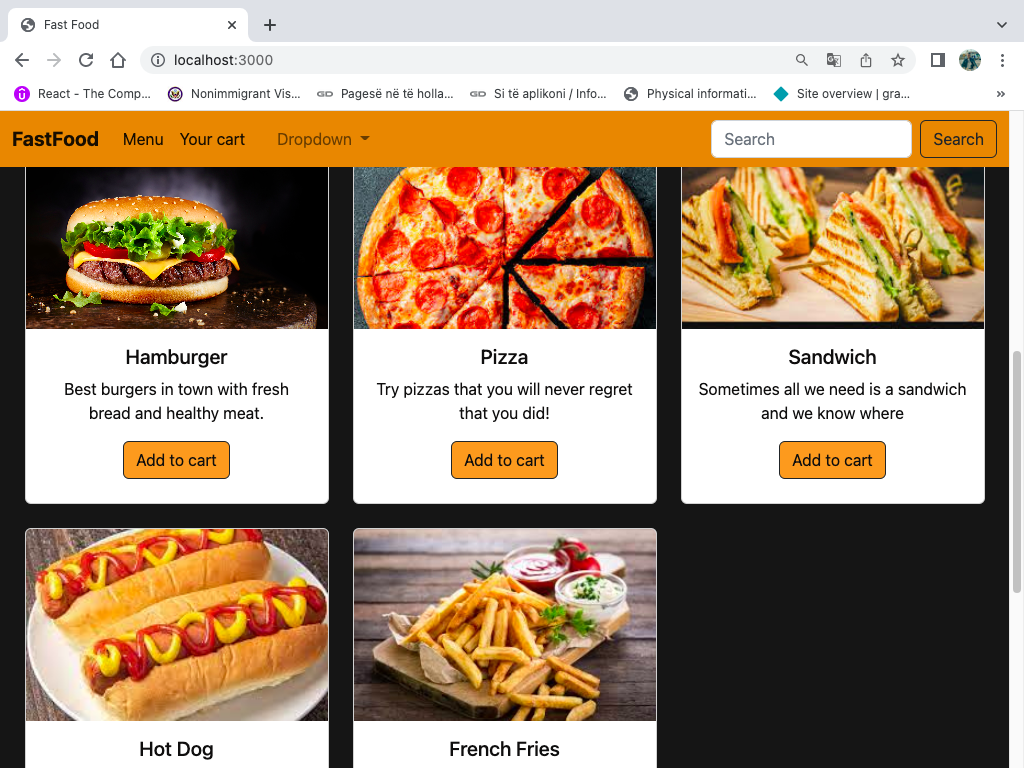 Fast Food
localhost:3000
React - The Comp...
Nonimmigrant Vis...
Pagesë në të holla...
Si të aplikoni / Info...
Physical informati...
Site overview | gra...
FastFood
Menu
Your cart
Dropdown
Search
Search
Hamburger
Best burgers in town with fresh
bread and healthy meat.
Add to cart
Pizza
Try pizzas that you will never regret
that you did!
Add to cart
Sandwich
Sometimes all we need is a sandwich
and we know where
Add to cart
Hot Dog
French Fries